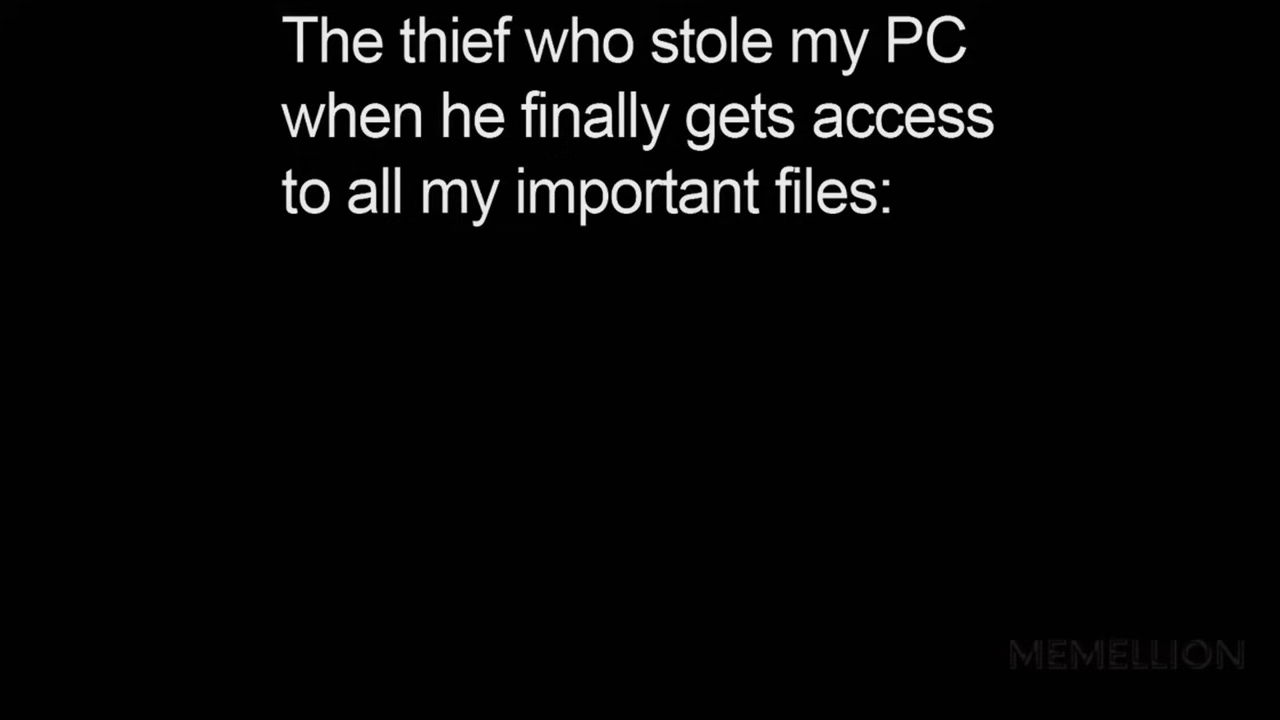 The thief who stole my PC
when he finally gets access
to all my important files:
MEMELLION